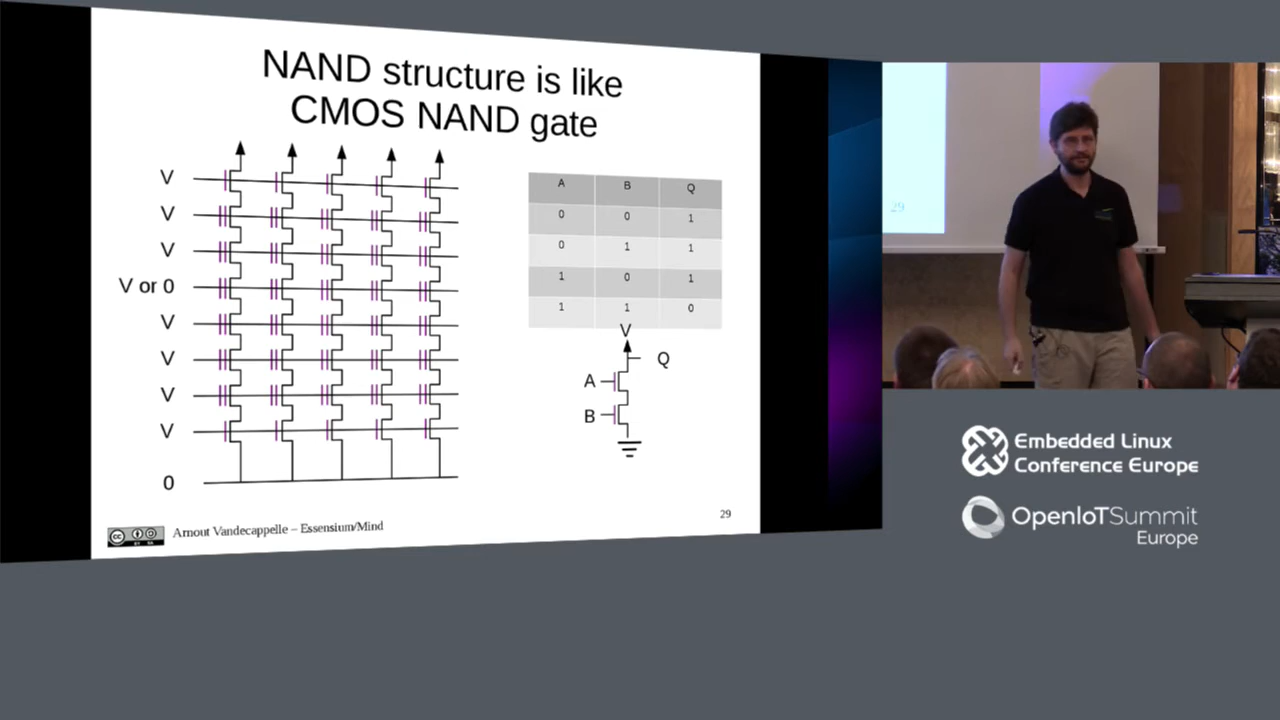 NAND structure is like
CMOS NAND gate
V
V
V
V or 0
V
V
V
V
0
A B Q
0 0 1
0 1 1
1 0 1
1 1 0
V
Q
A
B
Arnout Vandecappelle – Essensium/Mind
29
29
Embedded Linux
Conference Europe
OpenIoTSummit
Europe